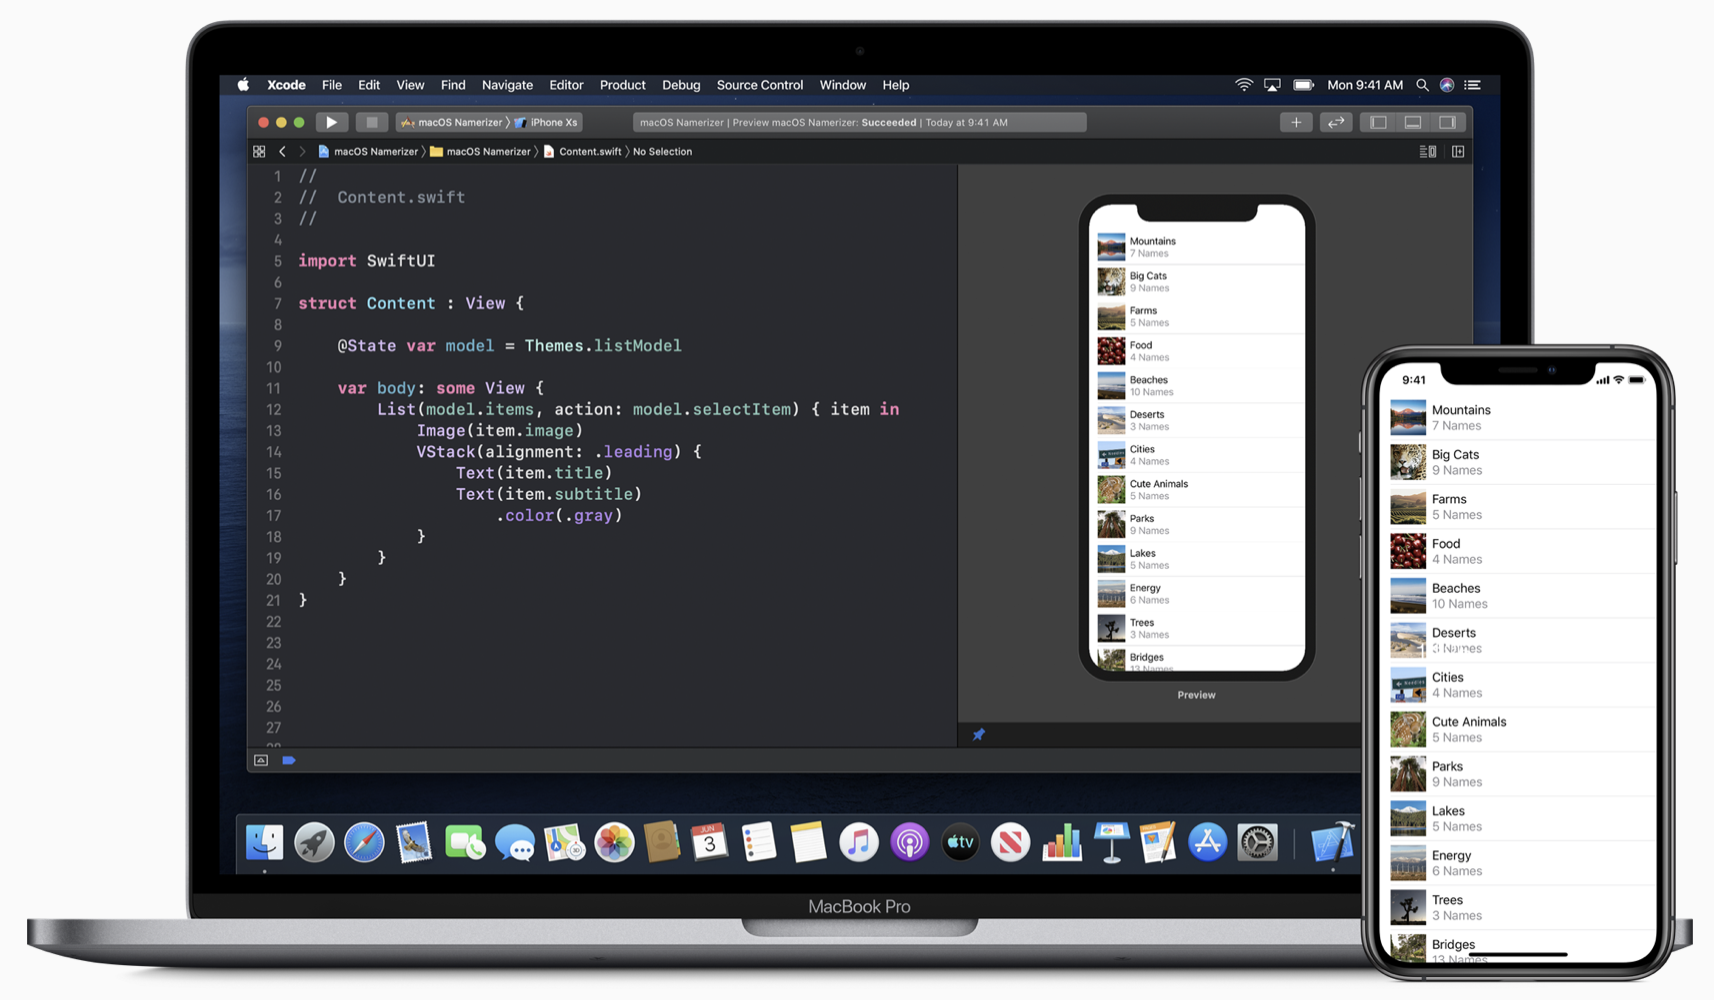 Xcode File Edit View Find Navigate Editor Product Debug Source Control Window Help Mon 9:41 AM
macOS Namerizer iPhone Xs macOS Namerizer | Preview macOS Namerizer: Succeeded | Today at 9:41 AM
macOS Namerizer macOS Namerizer Content.swift No Selection
1 //
2 //  Content.swift
3 //
4
5 import SwiftUI
6
7 struct Content : View {
8
9     @State var model = Themes.listModel
10
11     var body: some View {
12         List(model.items, action: model.selectItem) { item in
13             Image(item.image)
14             VStack(alignment: .leading) {
15                 Text(item.title)
16                 Text(item.subtitle)
17                     .color(.gray)
18             }
19         }
20     }
21 }
22
23
24
25
26
27
Mountains
7 Names
Big Cats
9 Names
Farms
5 Names
Food
4 Names
Beaches
10 Names
Deserts
3 Names
Cities
4 Names
Cute Animals
5 Names
Parks
9 Names
Lakes
5 Names
Energy
6 Names
Trees
3 Names
Bridges
13 Names
Preview
JUN
3
3D
tv
MacBook Pro
9:41
Mountains
7 Names
Big Cats
9 Names
Farms
5 Names
Food
4 Names
Beaches
10 Names
Deserts
3 Names
Cities
4 Names
Cute Animals
5 Names
Parks
9 Names
Lakes
5 Names
Energy
6 Names
Trees
3 Names
Bridges
13 Names